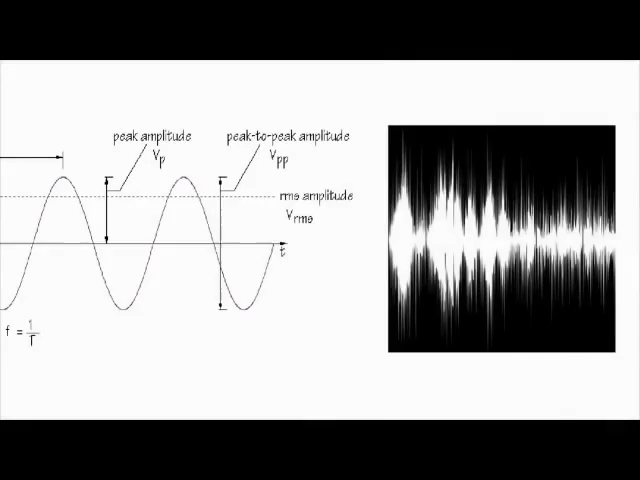 peak amplitude
Vp
peak-to-peak amplitude
Vpp
rms amplitude
Vrms
t
f = 1/T